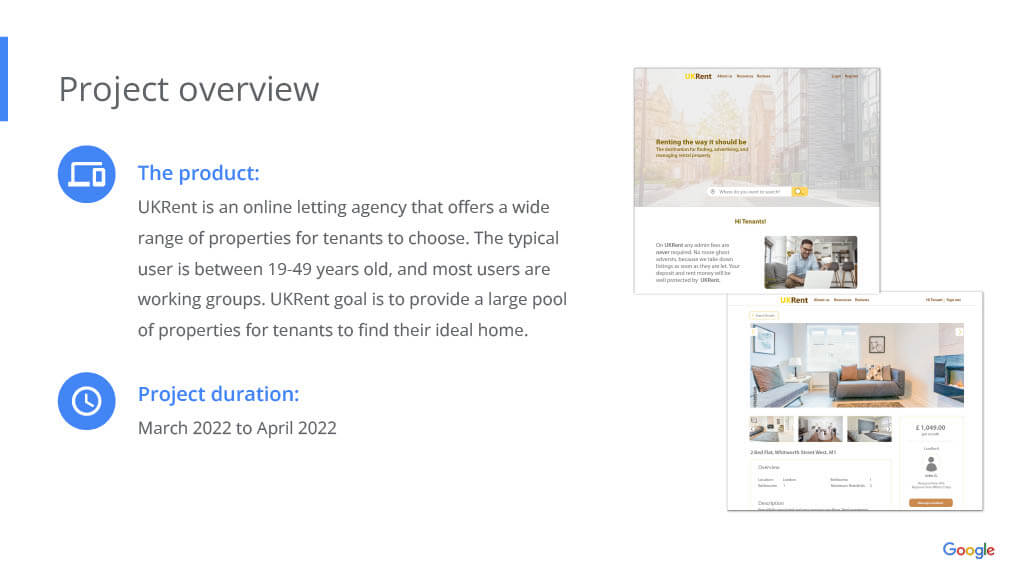 Project overview
The product:
UKRent is an online letting agency that offers a wide
range of properties for tenants to choose. The typical
user is between 19-49 years old, and most users are
working groups. UKRent goal is to provide a large pool
of properties for tenants to find their ideal home.
Project duration:
March 2022 to April 2022
UKRent About us Resources Reviews Login Register
Renting the way it should be
The destination for finding, advertising, and
managing rental property
Where do you want to search?
Hi Tenants!
On UKRent any admin fees are
never required. No more ghost
adverts, because we take down
listings as soon as they are let. Your
deposit and rent money will be
well protected by UKRent.
UKRent About us Resources Reviews Hi Tenant Sign out
£ 1,049.00
per month
2 Bed Flat, Whitworth Street West, M1
Landlord
Overview
John G.
Location London Bathrooms 1
Bedrooms 1 Maximum Residents 3
Description
Google